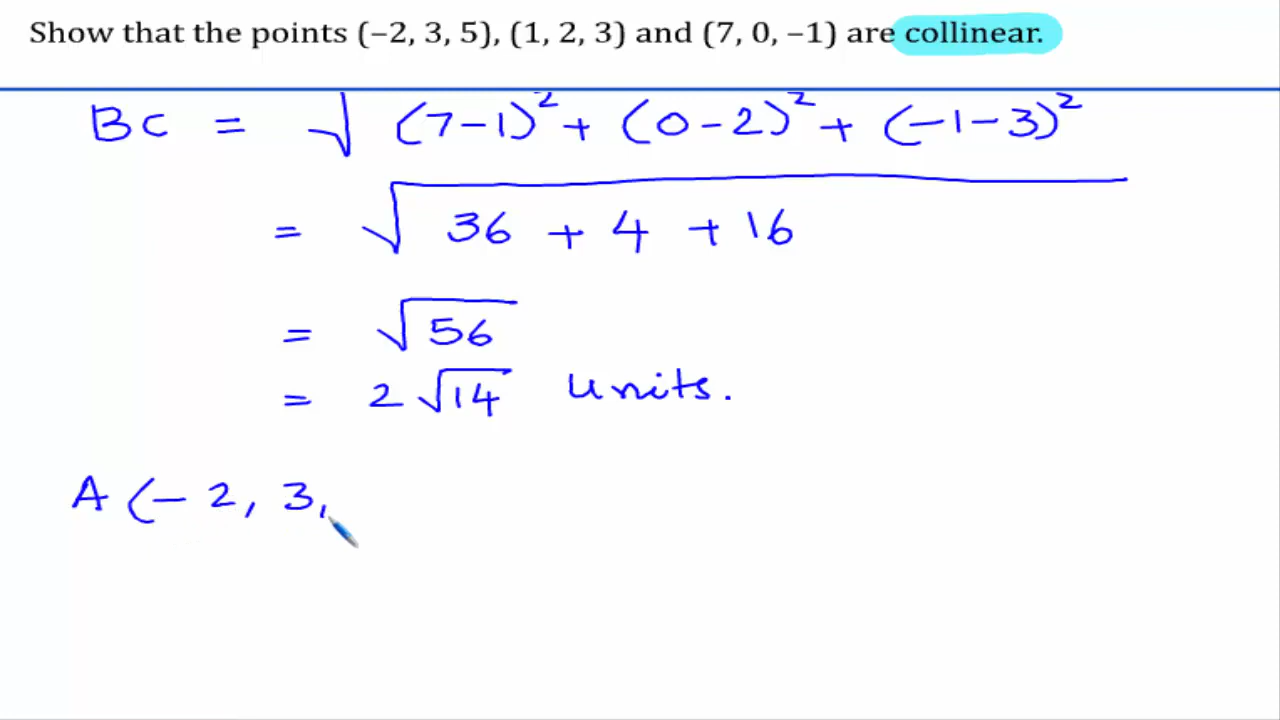 Show that the points (−2, 3, 5), (1, 2, 3) and (7, 0, −1) are collinear.
BC = √ (7-1)² + (0-2)² + (-1-3)²
= √36 + 4 + 16
= √56
= 2√14 units.
A (-2, 3,